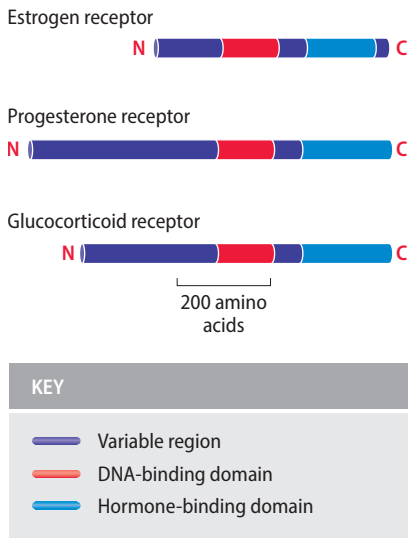 Estrogen receptor
N C
Progesterone receptor
N C
Glucocorticoid receptor
N C
200 amino
acids
KEY
Variable region
DNA-binding domain
Hormone-binding domain